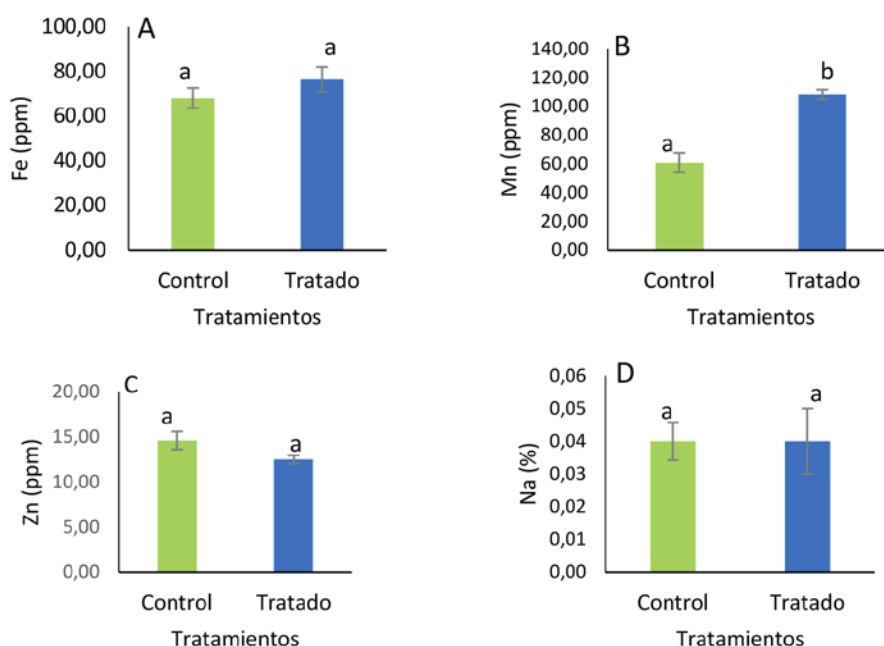 A
Fe (ppm)
100,00
80,00
60,00
40,00
20,00
0,00
a
a
Control
Tratado
Tratamientos
B
Mn (ppm)
140,00
120,00
100,00
80,00
60,00
40,00
20,00
0,00
a
b
Control
Tratado
Tratamientos
C
Zn (ppm)
20,00
15,00
10,00
5,00
0,00
a
a
Control
Tratado
Tratamientos
D
Na (%)
0,06
0,05
0,04
0,03
0,02
0,01
0,00
a
a
Control
Tratado
Tratamientos